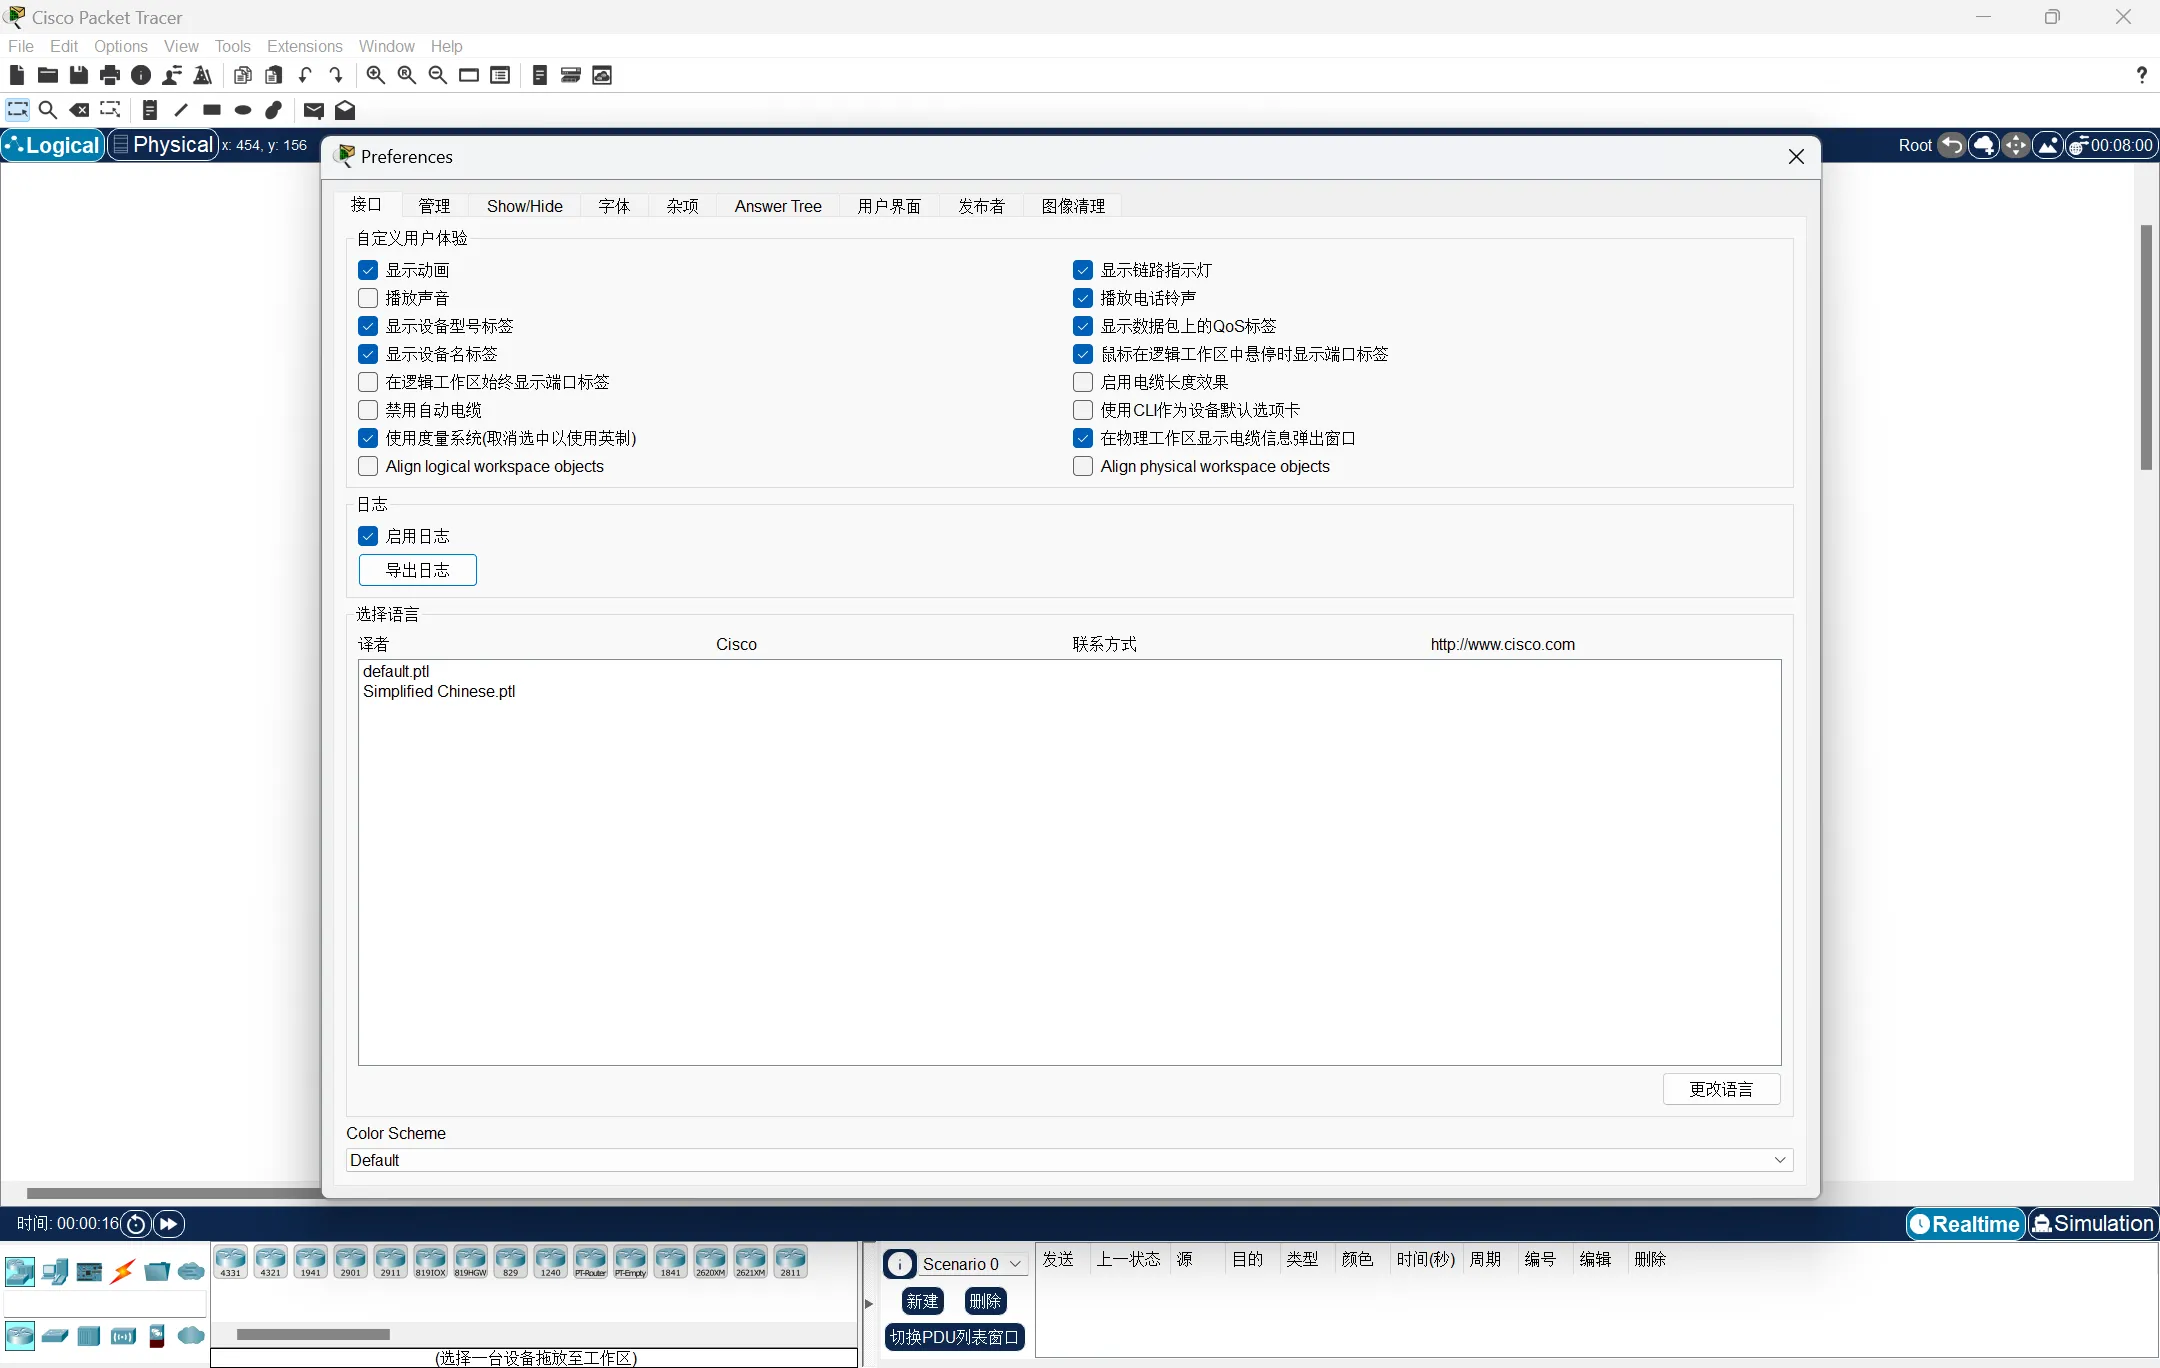 Cisco Packet Tracer
File Edit Options View Tools Extensions Window Help
Logical Physical x: 454, y: 156
Root 00:08:00
Preferences
接口 管理 Show/Hide 字体 杂项 Answer Tree 用户界面 发布者 图像清理
自定义用户体验
显示动画 显示链路指示灯
播放声音 播放电话铃声
显示设备型号标签 显示数据包上的QoS标签
显示设备名标签 鼠标在逻辑工作区中悬停时显示端口标签
在逻辑工作区始终显示端口标签 启用电缆长度效果
禁用自动电缆 使用CLI作为设备默认选项卡
使用度量系统(取消选中以使用英制) 在物理工作区显示电缆信息弹出窗口
Align logical workspace objects Align physical workspace objects
日志
启用日志
导出日志
选择语言
译者 Cisco 联系方式 http://www.cisco.com
default.ptl
Simplified Chinese.ptl
更改语言
Color Scheme
Default
时间: 00:00:16
Realtime Simulation
4331 4321 1941 2901 2911 819IOX 819HGW 829 1240 PT-Router PT-Empty 1841 2620XM 2621XM 2811
Scenario 0
新建 删除
切换PDU列表窗口
发送 上一状态 源 目的 类型 颜色 时间(秒) 周期 编号 编辑 删除
(选择一台设备拖放至工作区)